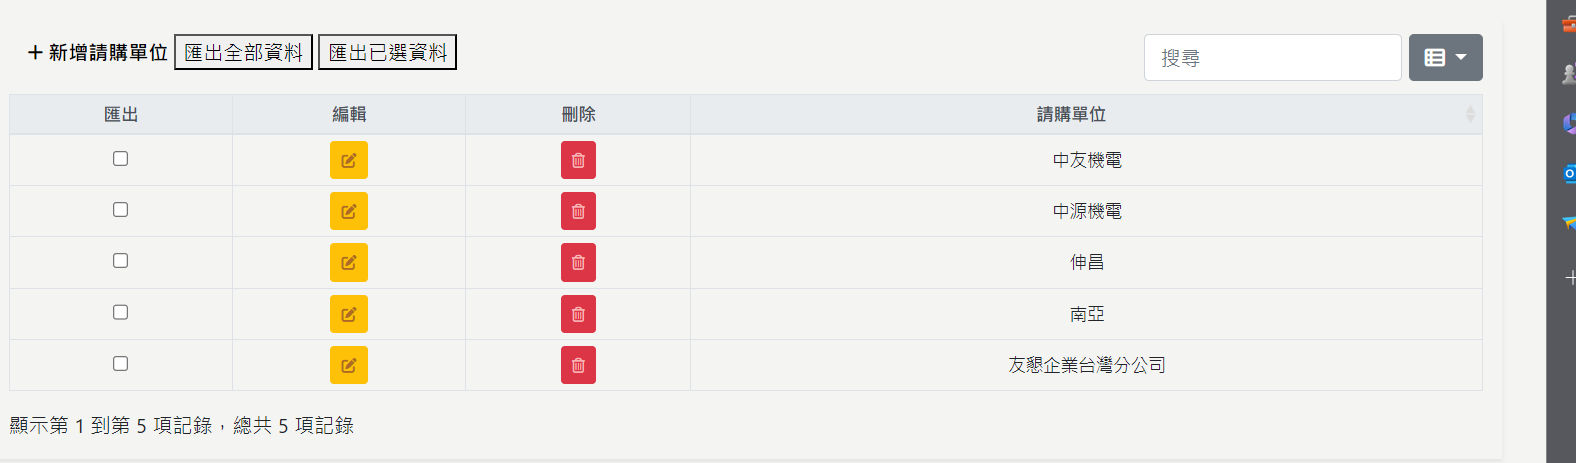 + 新增請購單位 匯出全部資料 匯出已選資料 搜尋
匯出 編輯 刪除 請購單位
中友機電
中源機電
伸昌
南亞
友懇企業台灣分公司
顯示第 1 到第 5 項記錄，總共 5 項記錄